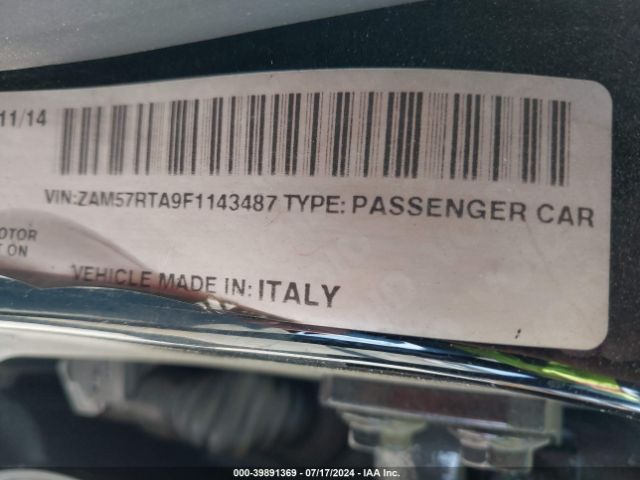 11/14
VIN:ZAM57RTA9F1143487 TYPE: PASSENGER CAR
OTOR
T ON
VEHICLE MADE IN: ITALY
000-39891369 - 07/17/2024 - IAA Inc.